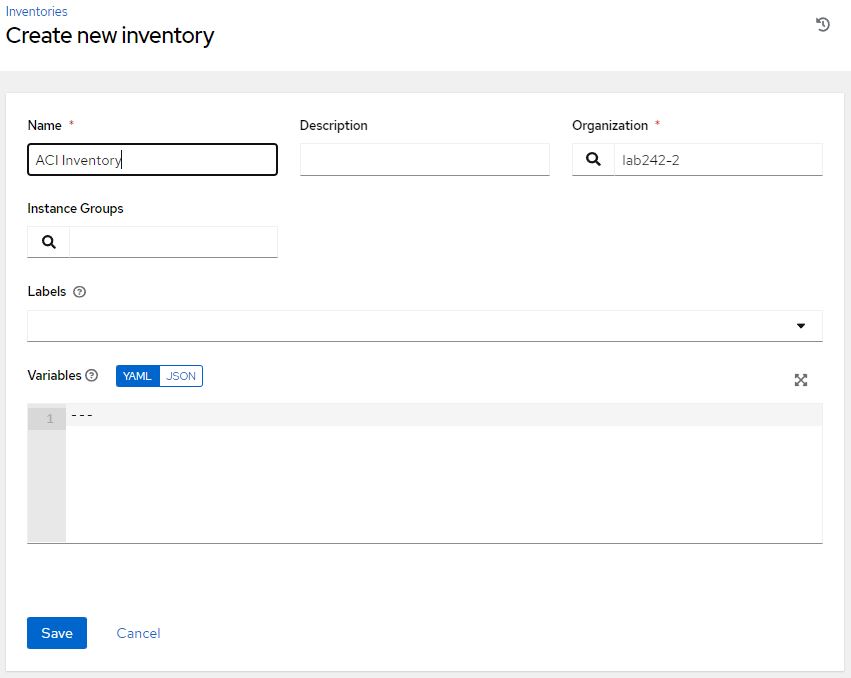 Inventories
Create new inventory
Name *
Description
Organization *
ACI Inventory
lab242-2
Instance Groups
Labels
Variables YAML JSON
1 ---
Save Cancel